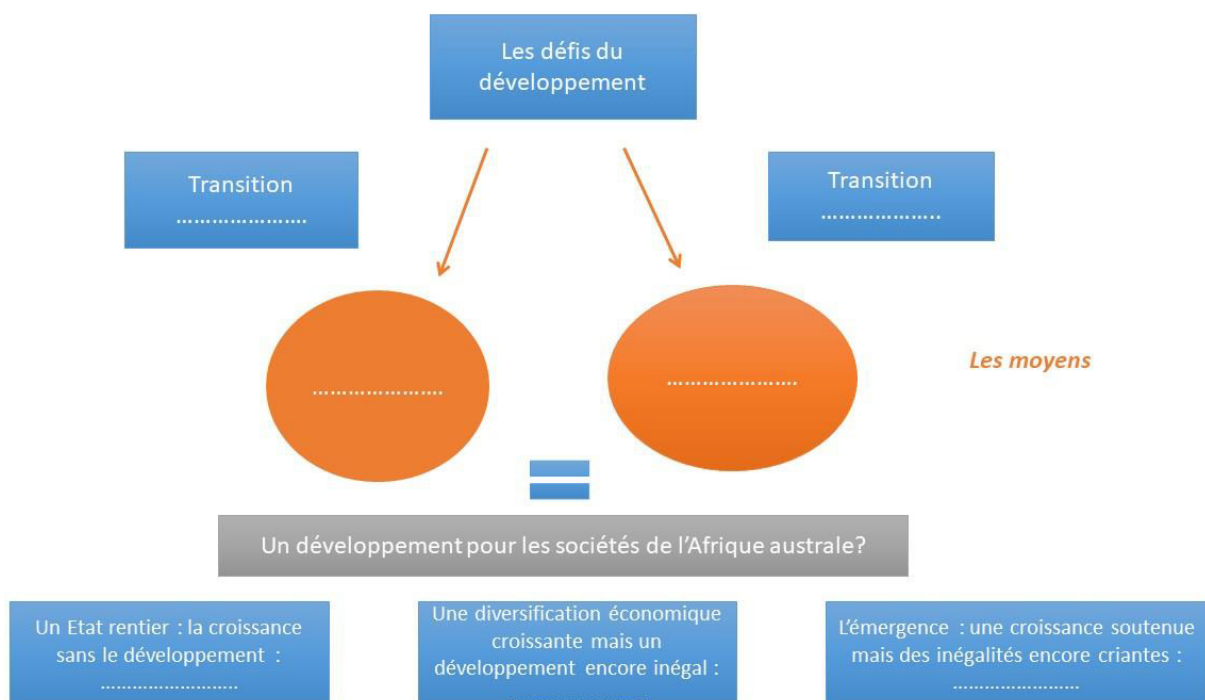 Les défis du
développement
Transition
………………….
Transition
………………..
………………….
………………….
Les moyens
Un développement pour les sociétés de l’Afrique australe?
Un Etat rentier : la croissance
sans le développement :
……………………..
Une diversification économique
croissante mais un
développement encore inégal :
L’émergence : une croissance soutenue
mais des inégalités encore criantes :
……………………..